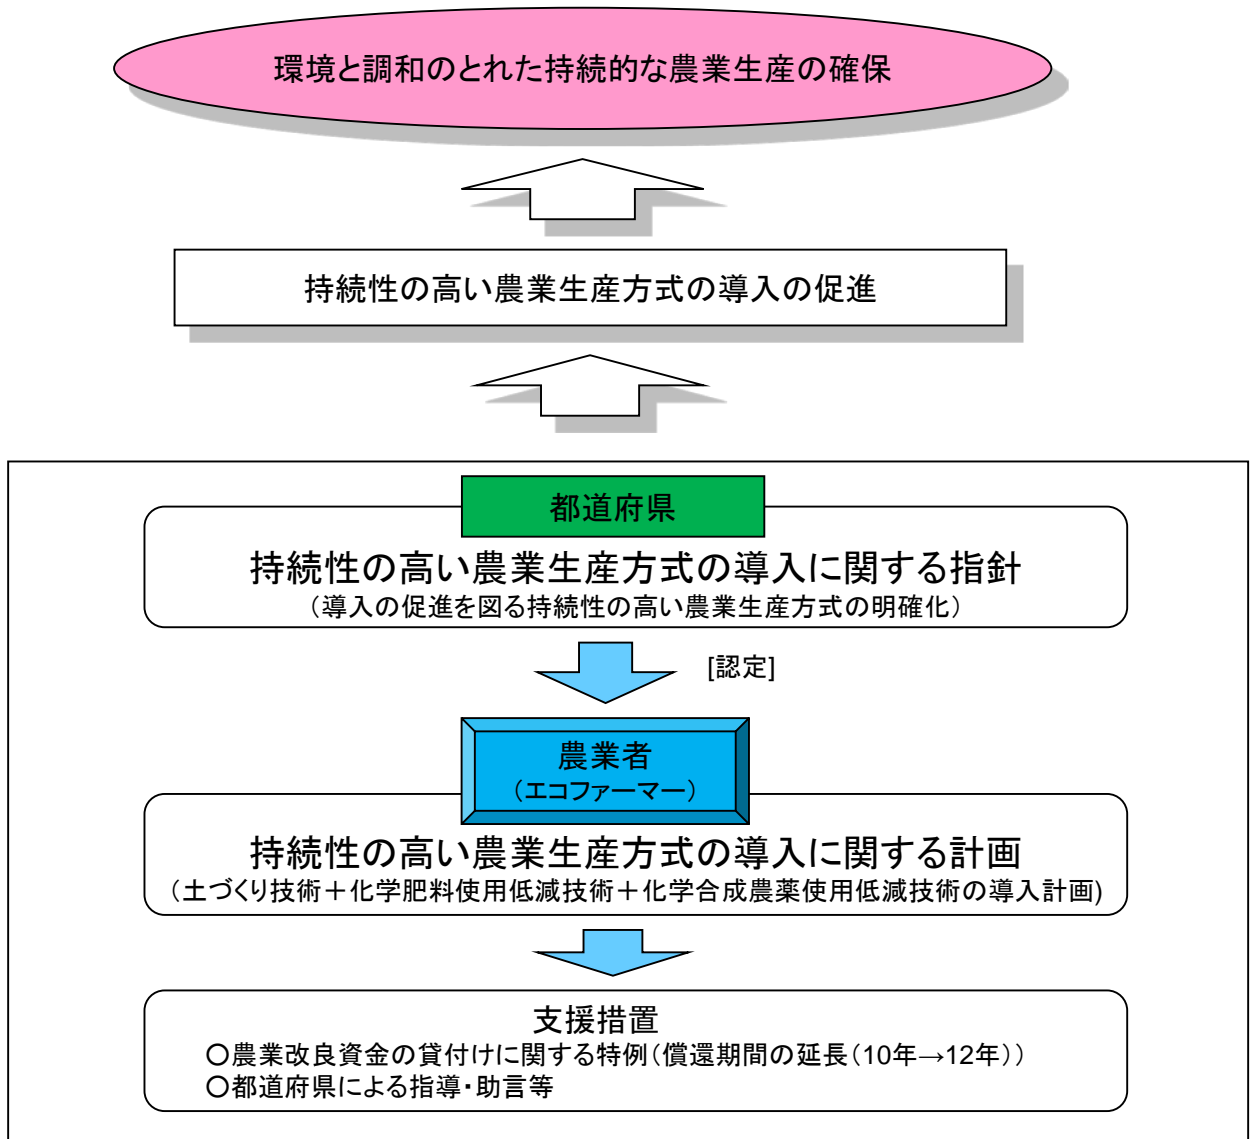 環境と調和のとれた持続的な農業生産の確保
持続性の高い農業生産方式の導入の促進
都道府県
持続性の高い農業生産方式の導入に関する指針
（導入の促進を図る持続性の高い農業生産方式の明確化）
[認定]
農業者
（エコファーマー）
持続性の高い農業生産方式の導入に関する計画
（土づくり技術＋化学肥料使用低減技術＋化学合成農薬使用低減技術の導入計画)
支援措置
○農業改良資金の貸付けに関する特例（償還期間の延長（10年→12年））
○都道府県による指導・助言等